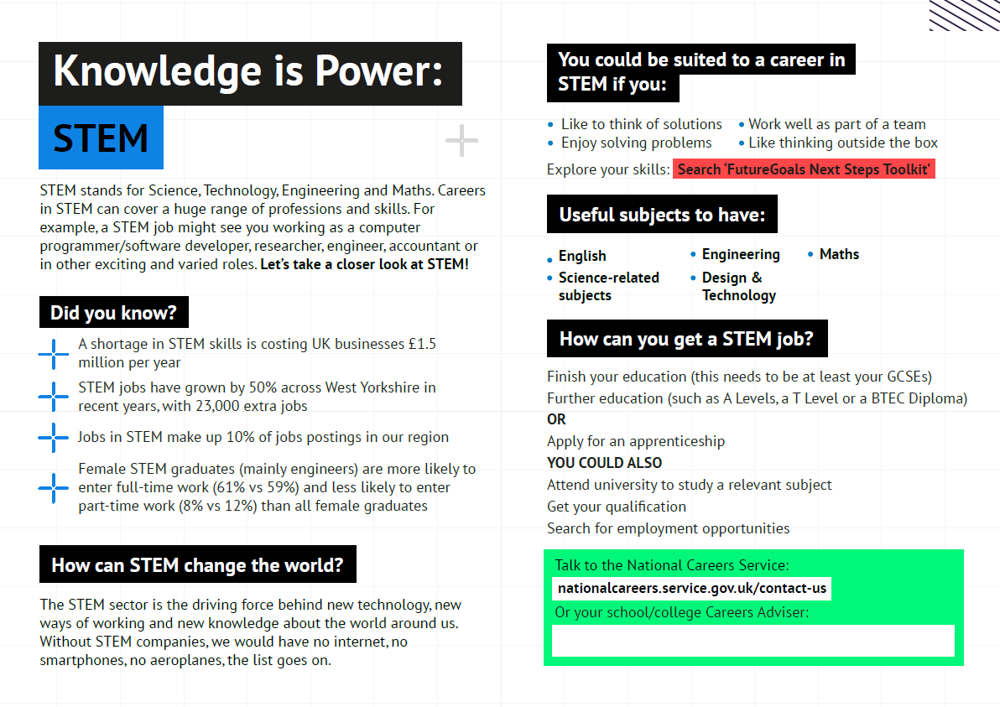 Knowledge is Power:
STEM
STEM stands for Science, Technology, Engineering and Maths. Careers
in STEM can cover a huge range of professions and skills. For
example, a STEM job might see you working as a computer
programmer/software developer, researcher, engineer, accountant or
in other exciting and varied roles. Let's take a closer look at STEM!
Did you know?
A shortage in STEM skills is costing UK businesses £1.5
million per year
STEM jobs have grown by 50% across West Yorkshire in
recent years, with 23,000 extra jobs
Jobs in STEM make up 10% of jobs postings in our region
Female STEM graduates (mainly engineers) are more likely to
enter full-time work (61% vs 59%) and less likely to enter
part-time work (8% vs 12%) than all female graduates
How can STEM change the world?
The STEM sector is the driving force behind new technology, new
ways of working and new knowledge about the world around us.
Without STEM companies, we would have no internet, no
smartphones, no aeroplanes, the list goes on.
You could be suited to a career in
STEM if you:
• Like to think of solutions
• Enjoy solving problems
• Work well as part of a team
• Like thinking outside the box
Explore your skills: Search ‘FutureGoals Next Steps Toolkit’
Useful subjects to have:
• English
• Science-related
subjects
• Engineering
• Design &
Technology
• Maths
How can you get a STEM job?
Finish your education (this needs to be at least your GCSEs)
Further education (such as A Levels, a T Level or a BTEC Diploma)
OR
Apply for an apprenticeship
YOU COULD ALSO
Attend university to study a relevant subject
Get your qualification
Search for employment opportunities
Talk to the National Careers Service:
nationalcareers.service.gov.uk/contact-us
Or your school/college Careers Adviser: